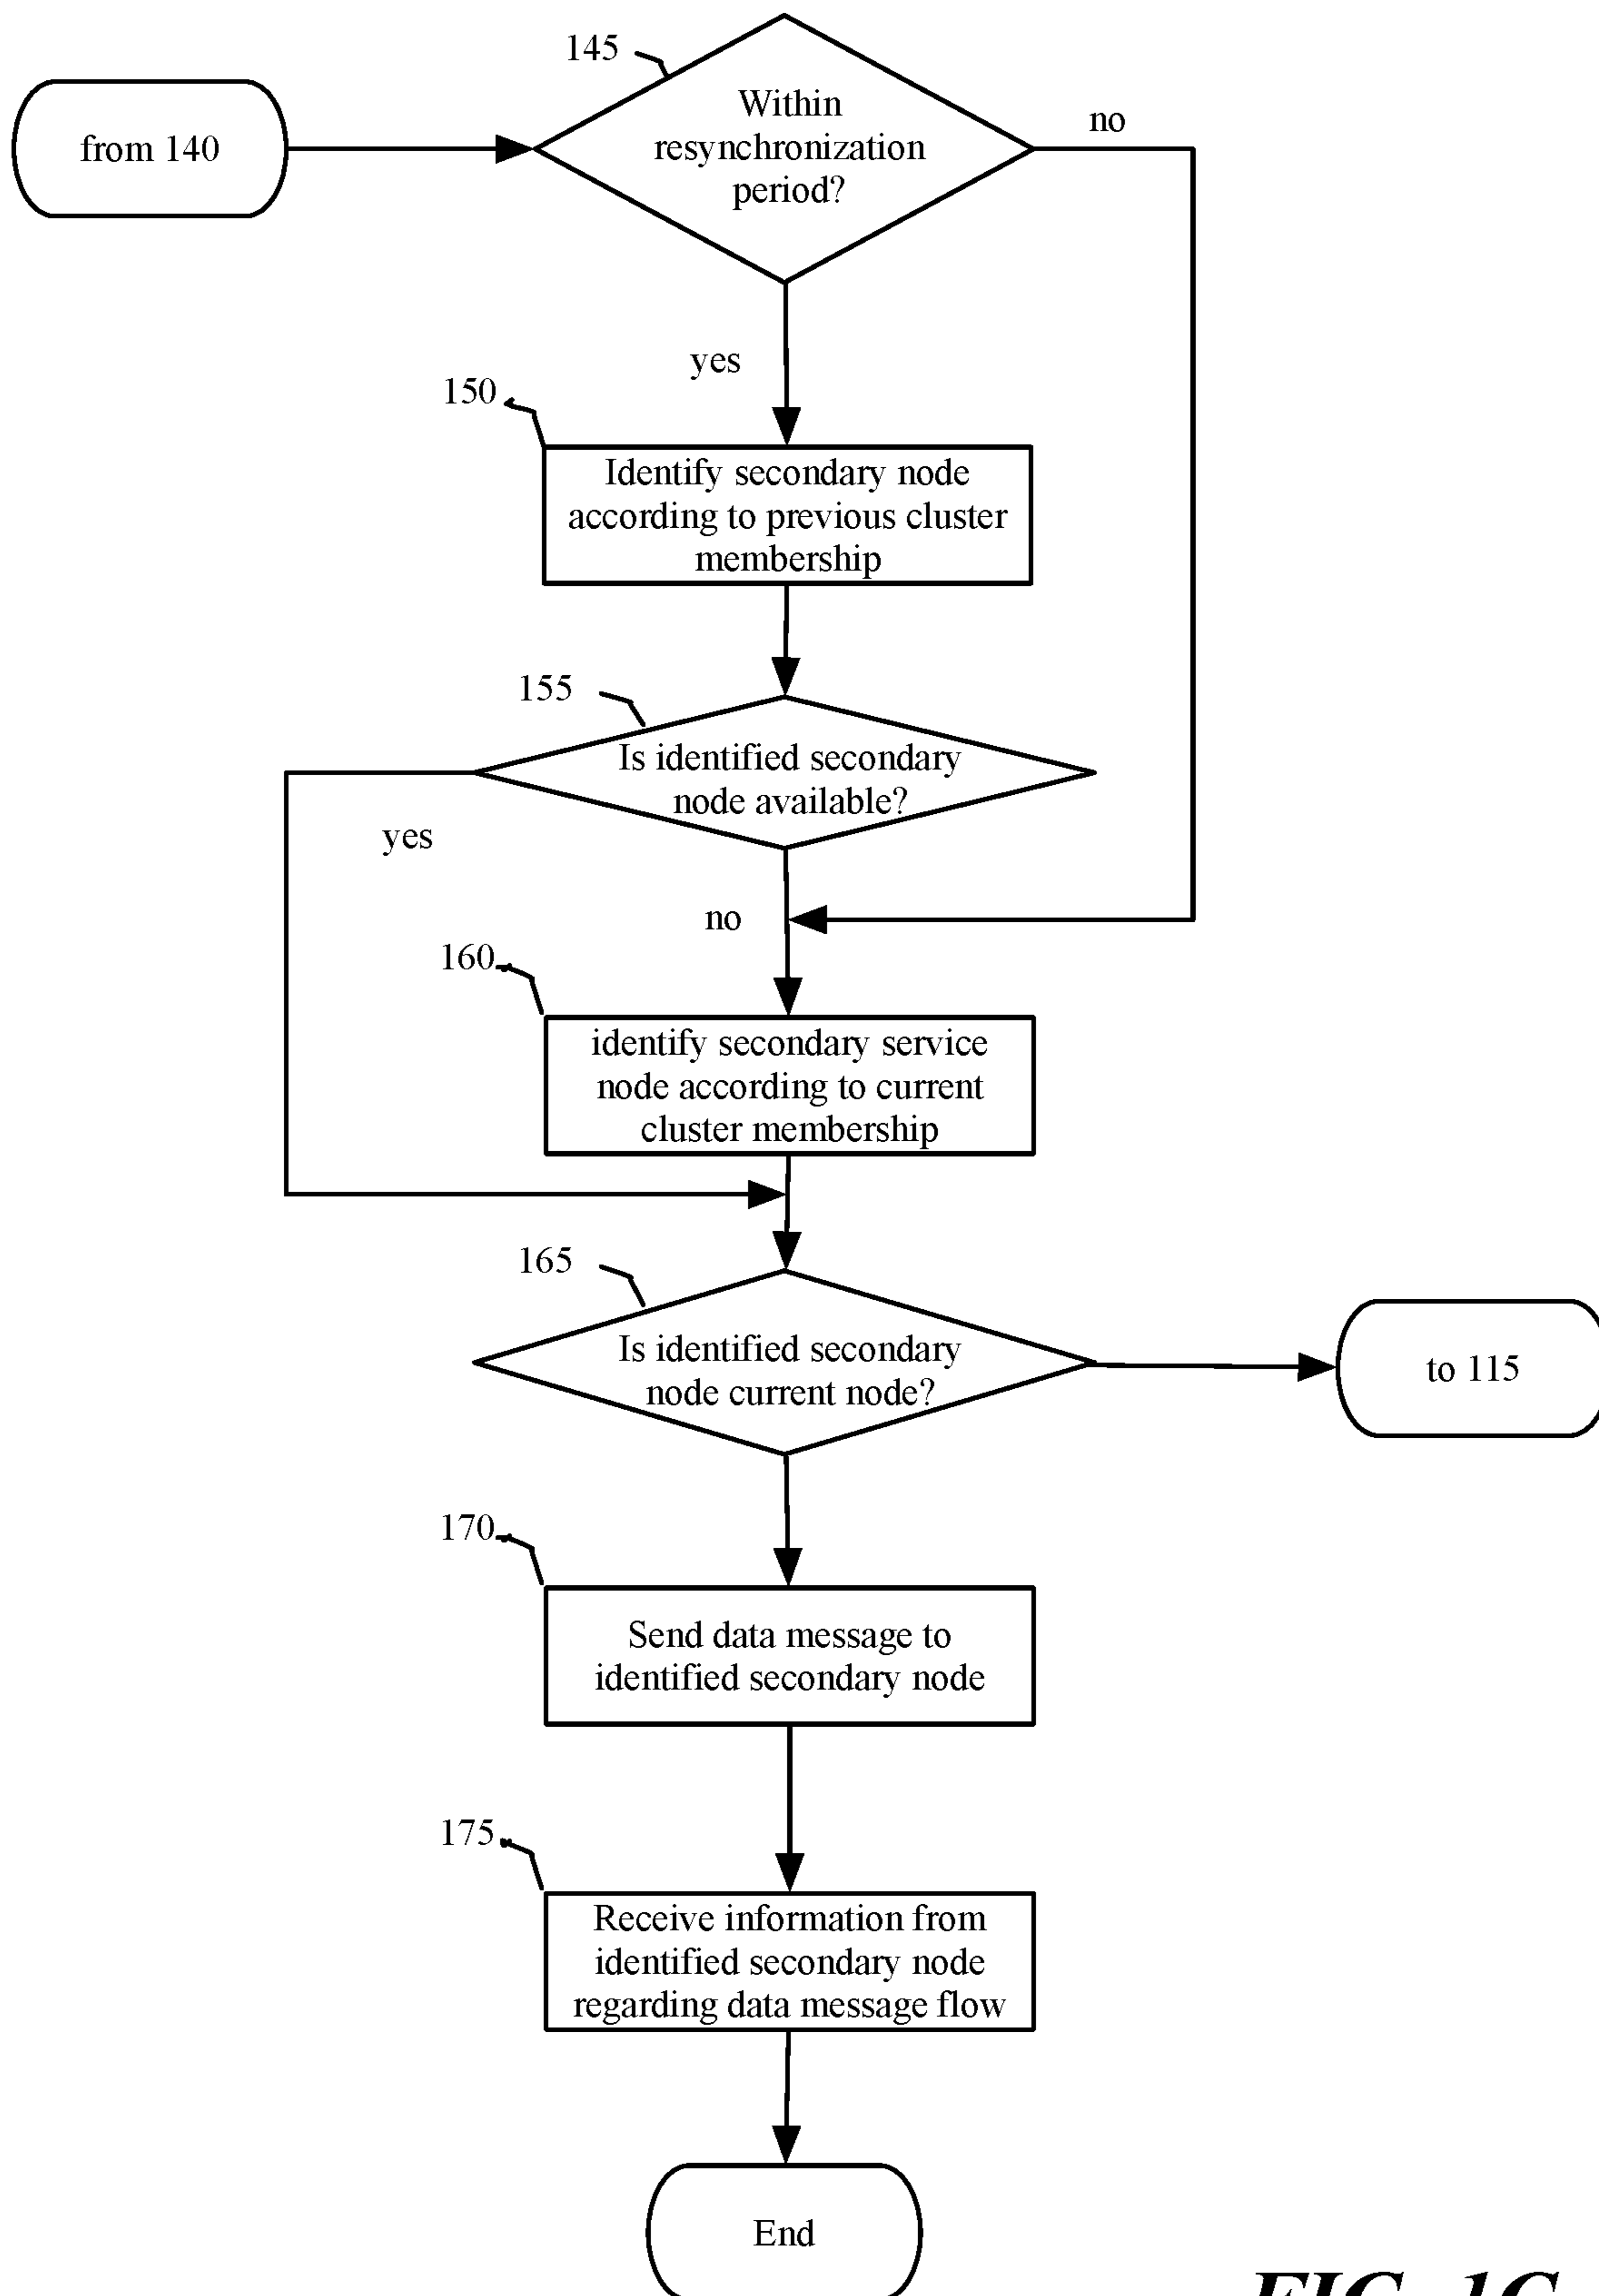 145
Within
resynchronization
period?
no
from 140
yes
150
Identify secondary node
according to previous cluster
membership
155
Is identified secondary
node available?
yes
no
160
identify secondary service
node according to current
cluster membership
165
Is identified secondary
node current node?
to 115
170
Send data message to
identified secondary node
175
Receive information from
identified secondary node
regarding data message flow
End
FIG. 1C